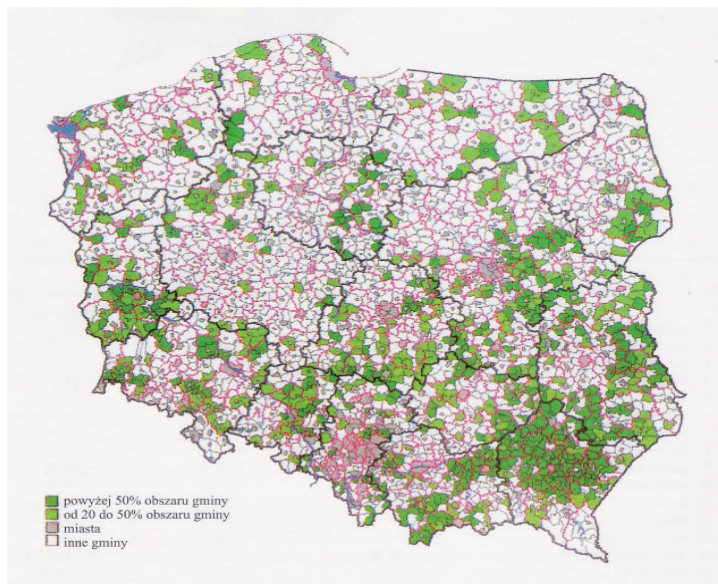 powyżej 50% obszaru gminy
od 20 do 50% obszaru gminy
miasta
inne gminy